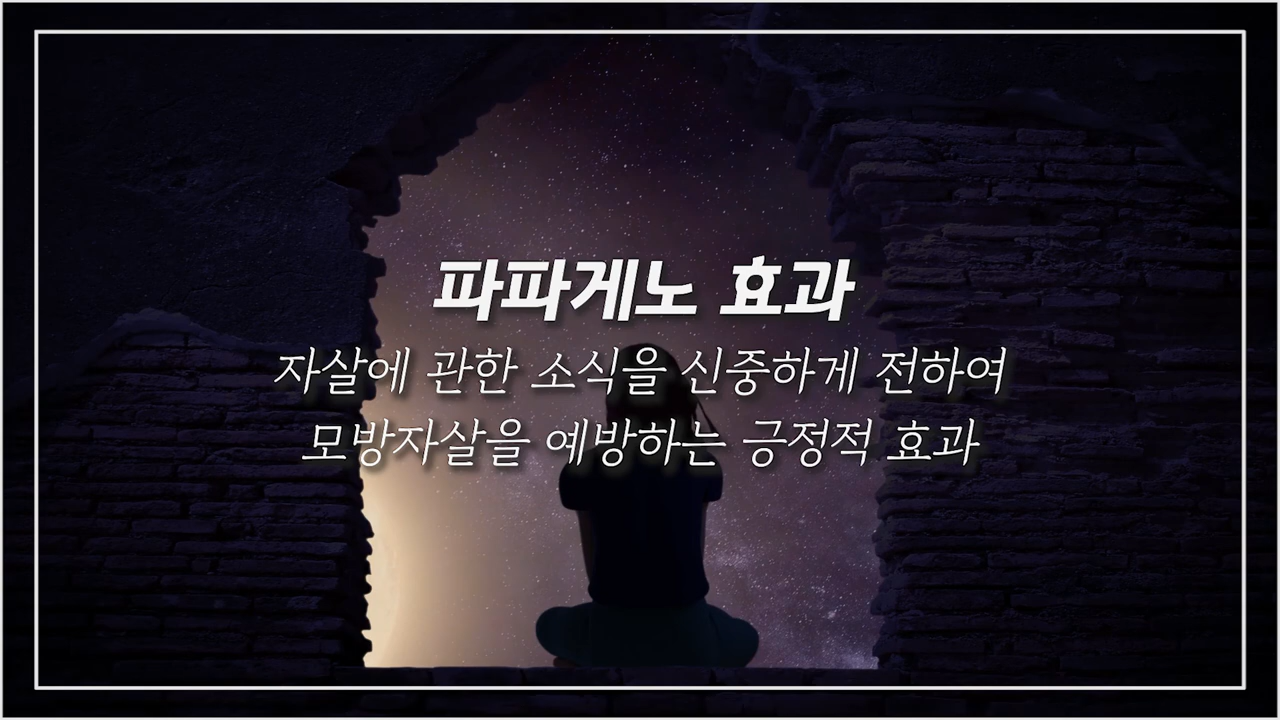 파파게노 효과
자살에 관한 소식을 신중하게 전하여
모방자살을 예방하는 긍정적 효과